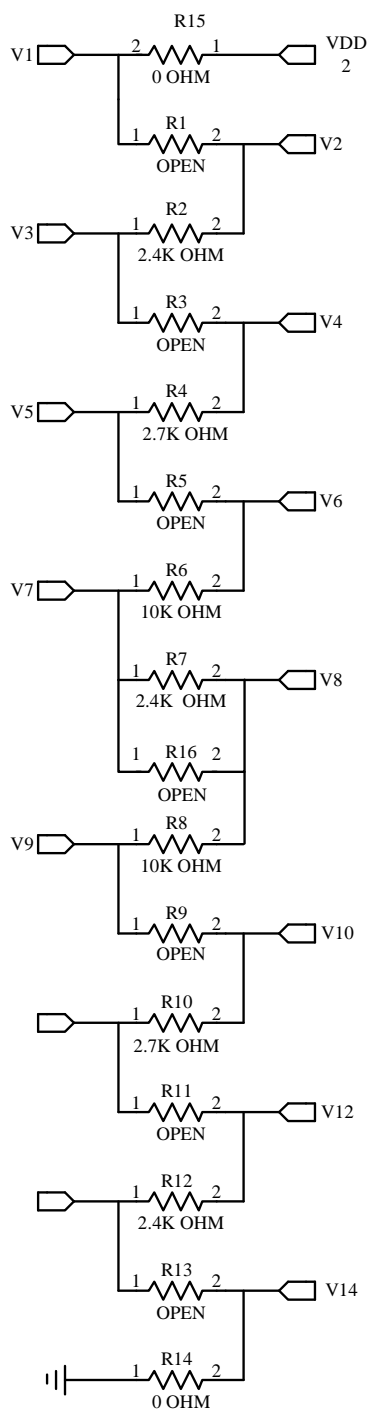 R15
V1 2 1 VDD
0 OHM 2
R1
1 2 V2
OPEN
R2
V3 1 2
2.4K OHM
R3
1 2 V4
OPEN
R4
V5 1 2
2.7K OHM
R5
1 2 V6
OPEN
R6
V7 1 2
10K OHM
R7
1 2 V8
2.4K OHM
R16
1 2
OPEN
R8
V9 1 2
10K OHM
R9
1 2 V10
OPEN
R10
1 2
2.7K OHM
R11
1 2 V12
OPEN
R12
1 2
2.4K OHM
R13
1 2 V14
OPEN
R14
1 2
0 OHM